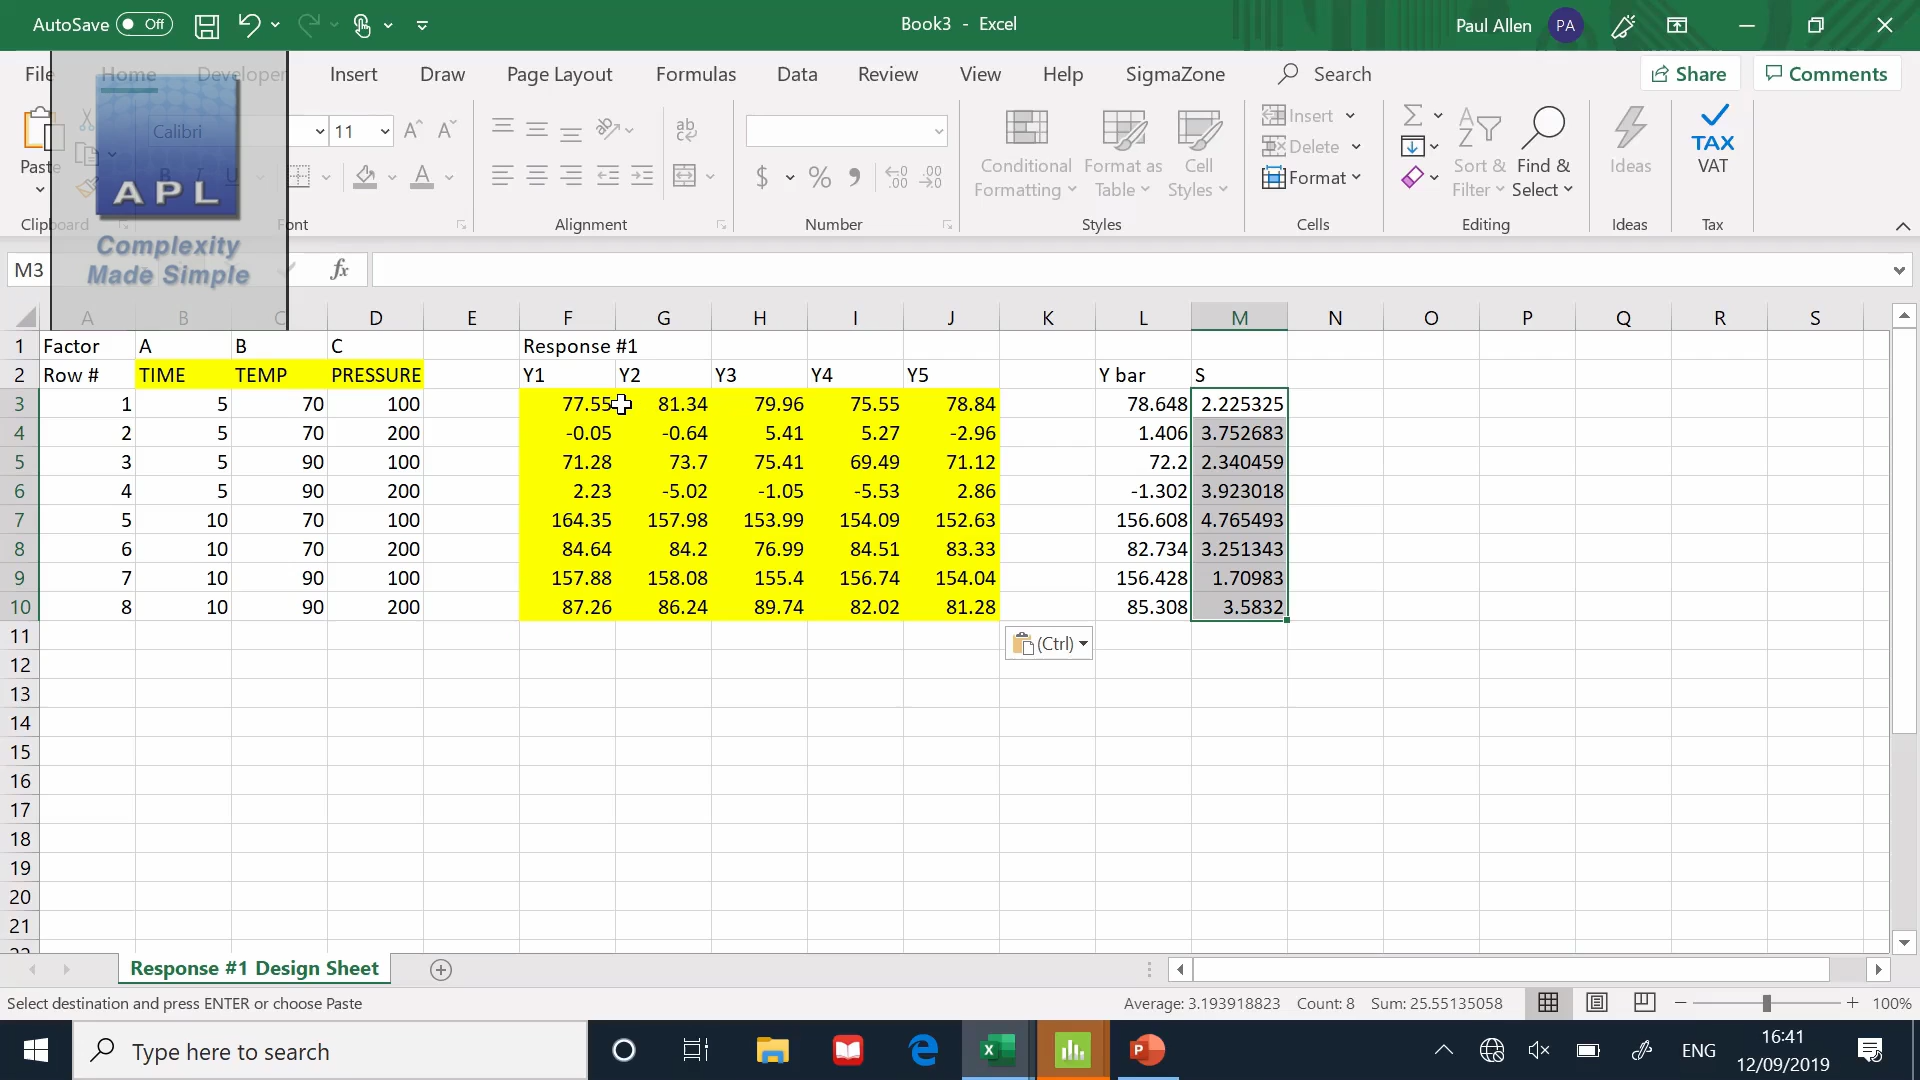 AutoSave Off Book3 - Excel Paul Allen PA
File Home Developer Insert Draw Page Layout Formulas Data Review View Help SigmaZone Search Share Comments
Calibri 11
Paste
B I U
Clipboard
Font
Alignment
Number
Conditional Formatting
Format as Table
Cell Styles
Styles
Insert
Delete
Format
Cells
Sort & Filter
Find & Select
Editing
Ideas
Ideas
TAX
VAT
Tax
APL
Complexity
Made Simple
M3 fx
A B C D E F G H I J K L M N O P Q R S
1 Factor A B C Response #1
2 Row # TIME TEMP PRESSURE Y1 Y2 Y3 Y4 Y5 Y bar S
3 1 5 70 100 77.55 81.34 79.96 75.55 78.84 78.648 2.225325
4 2 5 70 200 -0.05 -0.64 5.41 5.27 -2.96 1.406 3.752683
5 3 5 90 100 71.28 73.7 75.41 69.49 71.12 72.2 2.340459
6 4 5 90 200 2.23 -5.02 -1.05 -5.53 2.86 -1.302 3.923018
7 5 10 70 100 164.35 157.98 153.99 154.09 152.63 156.608 4.765493
8 6 10 70 200 84.64 84.2 76.99 84.51 83.33 82.734 3.251343
9 7 10 90 100 157.88 158.08 155.4 156.74 154.04 156.428 1.70983
10 8 10 90 200 87.26 86.24 89.74 82.02 81.28 85.308 3.5832
11 (Ctrl)
12
13
14
15
16
17
18
19
20
21
Response #1 Design Sheet
Select destination and press ENTER or choose Paste Average: 3.193918823 Count: 8 Sum: 25.55135058 100%
Type here to search ENG 16:41
12/09/2019